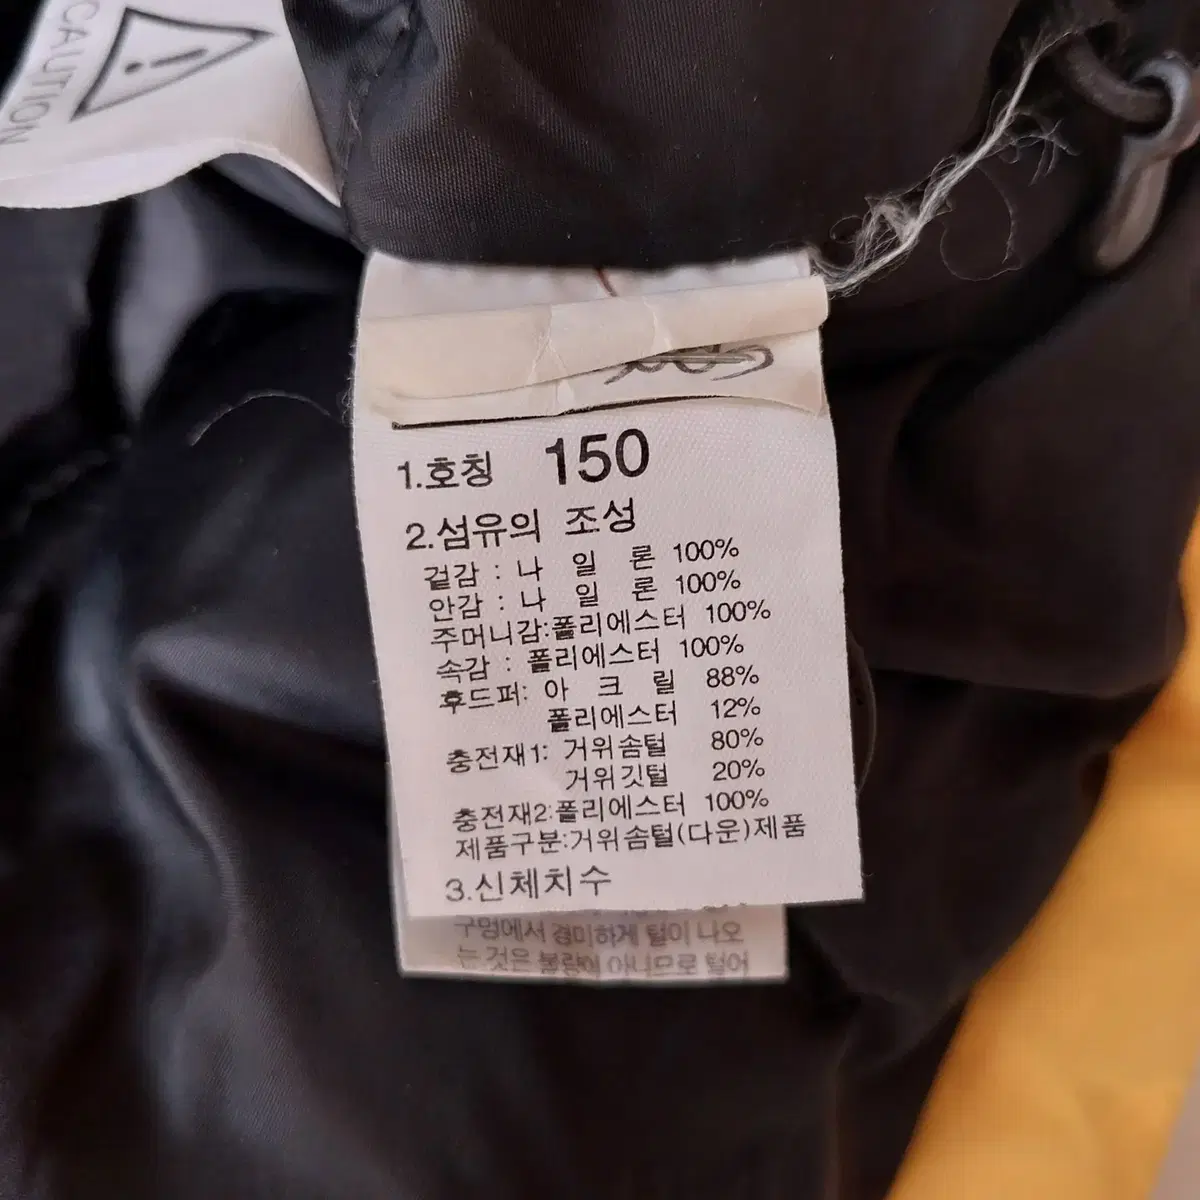 CAUTION
1.호칭 150
2.섬유의 조성
겉감 : 나 일 론 100%
안감 : 나 일 론 100%
주머니감:폴리에스터 100%
속감 : 폴리에스터 100%
후드퍼: 아 크 릴 88%
폴리에스터 12%
충전재1: 거위솜털 80%
거위깃털 20%
충전재2:폴리에스터 100%
제품구분:거위솜털(다운)제품
3.신체치수
구멍에서 경미하게 털이 나오
는 것은 불량이 아니므로 털어